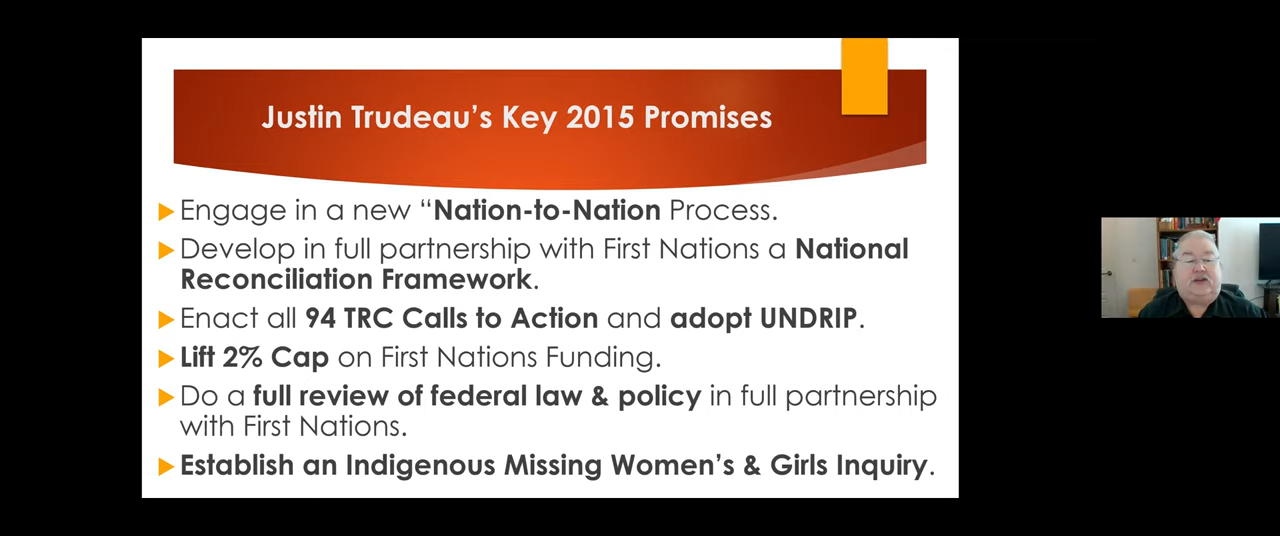 Justin Trudeau's Key 2015 Promises
Engage in a new “Nation-to-Nation Process.
Develop in full partnership with First Nations a National
Reconciliation Framework.
Enact all 94 TRC Calls to Action and adopt UNDRIP.
Lift 2% Cap on First Nations Funding.
Do a full review of federal law & policy in full partnership
with First Nations.
Establish an Indigenous Missing Women's & Girls Inquiry.